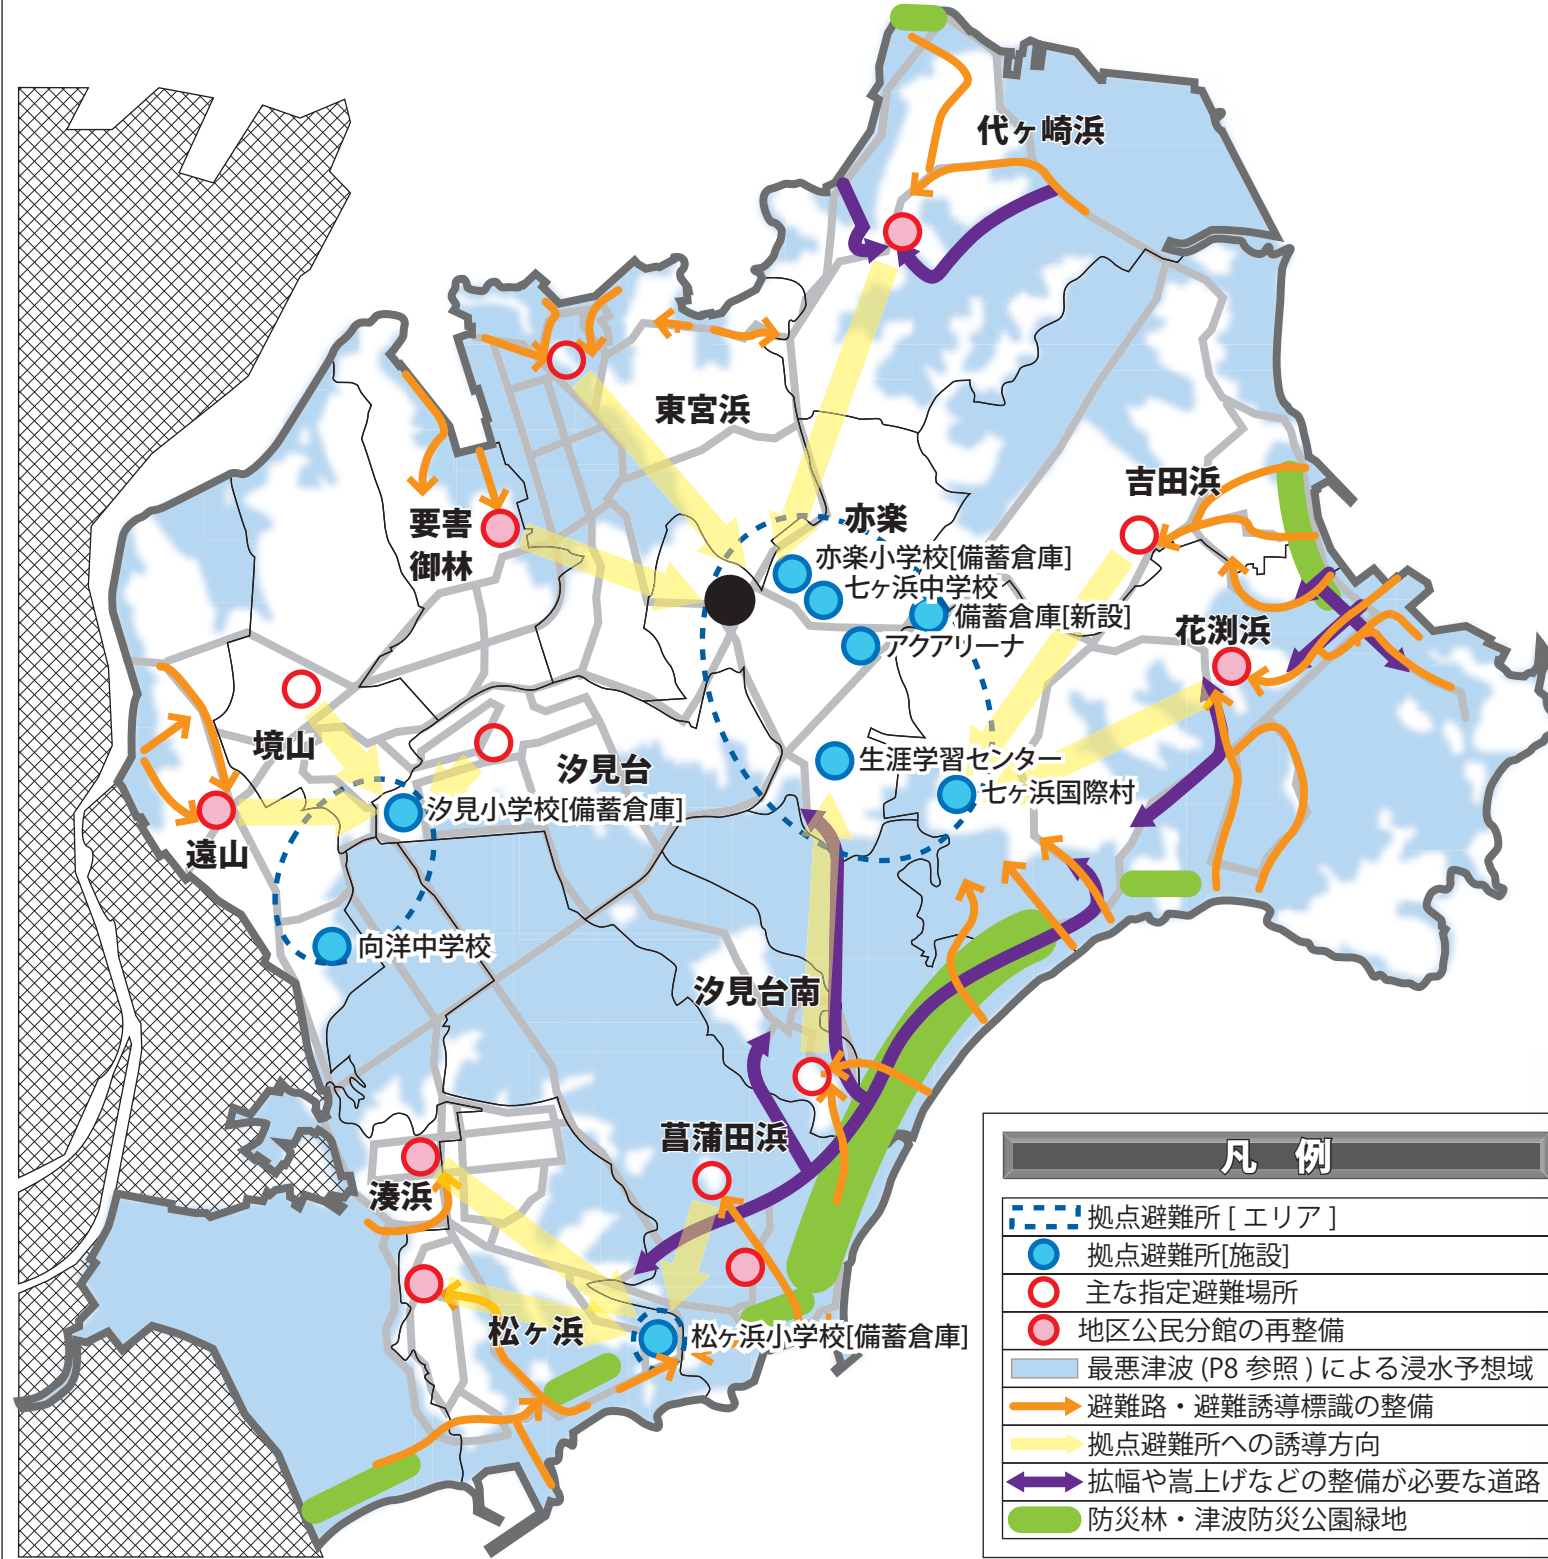 代ヶ崎浜
東宮浜
吉田浜
要害
御林
亦楽
亦楽小学校[備蓄倉庫]
七ヶ浜中学校
備蓄倉庫[新設]
アクアリーナ
花渕浜
境山
汐見台
生涯学習センター
七ヶ浜国際村
汐見小学校[備蓄倉庫]
遠山
向洋中学校
汐見台南
菖蒲田浜
湊浜
松ヶ浜
松ヶ浜小学校[備蓄倉庫]
凡 例
拠点避難所 [ エリア ]
拠点避難所[施設]
主な指定避難場所
地区公民分館の再整備
最悪津波 (P8 参照 ) による浸水予想域
避難路・避難誘導標識の整備
拠点避難所への誘導方向
拡幅や嵩上げなどの整備が必要な道路
防災林・津波防災公園緑地